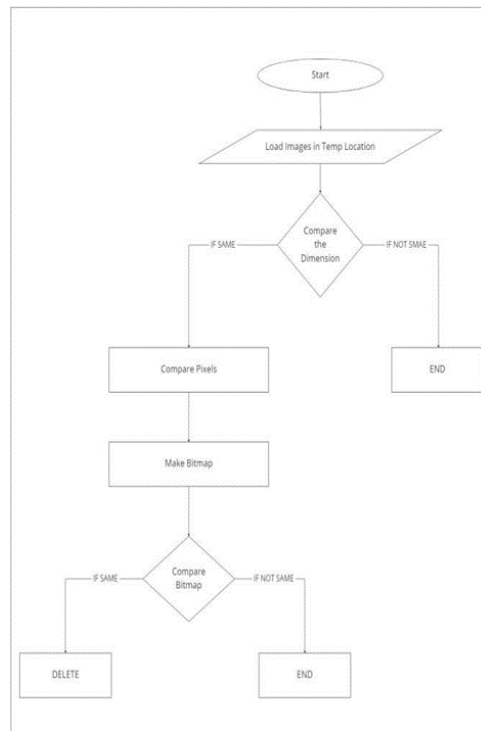 Start
Load Images in Temp Location
Compare
the
Dimension
IF SAME
IF NOT SMAE
Compare Pixels
END
Make Bitmap
Compare
Bitmap
IF SAME
IF NOT SAME
DELETE
END